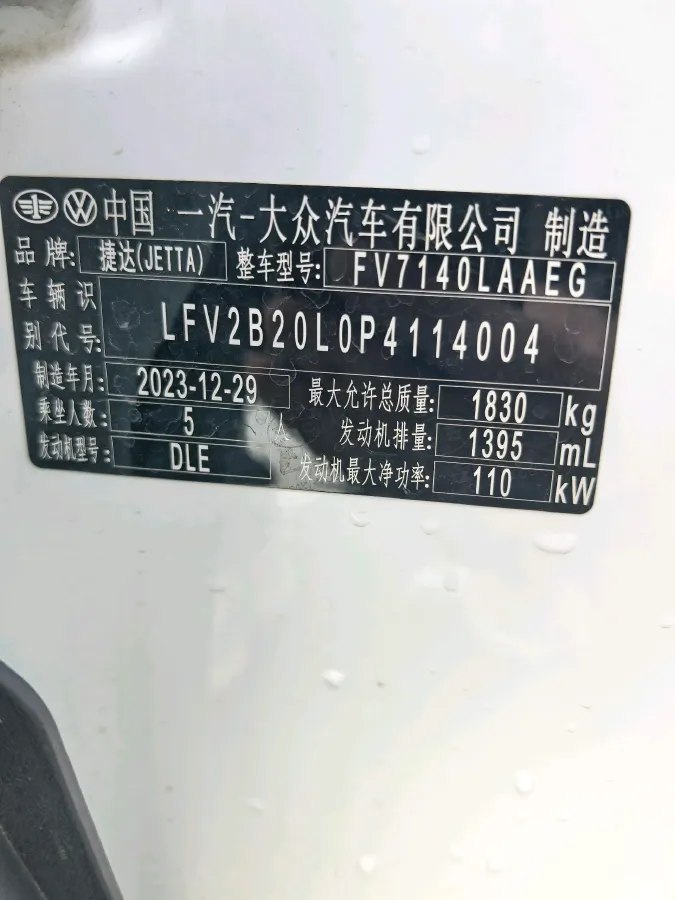 中国 一汽-大众汽车有限公司 制造
品牌: 捷达(JETTA) 整车型号: FV7140LAAEG
车辆识别代号: LFV2B20L0P4114004
制造年月: 2023-12-29 最大允许总质量: 1830 kg
乘坐人数: 5 人 发动机排量: 1395 mL
发动机型号: DLE 发动机最大净功率: 110 kW